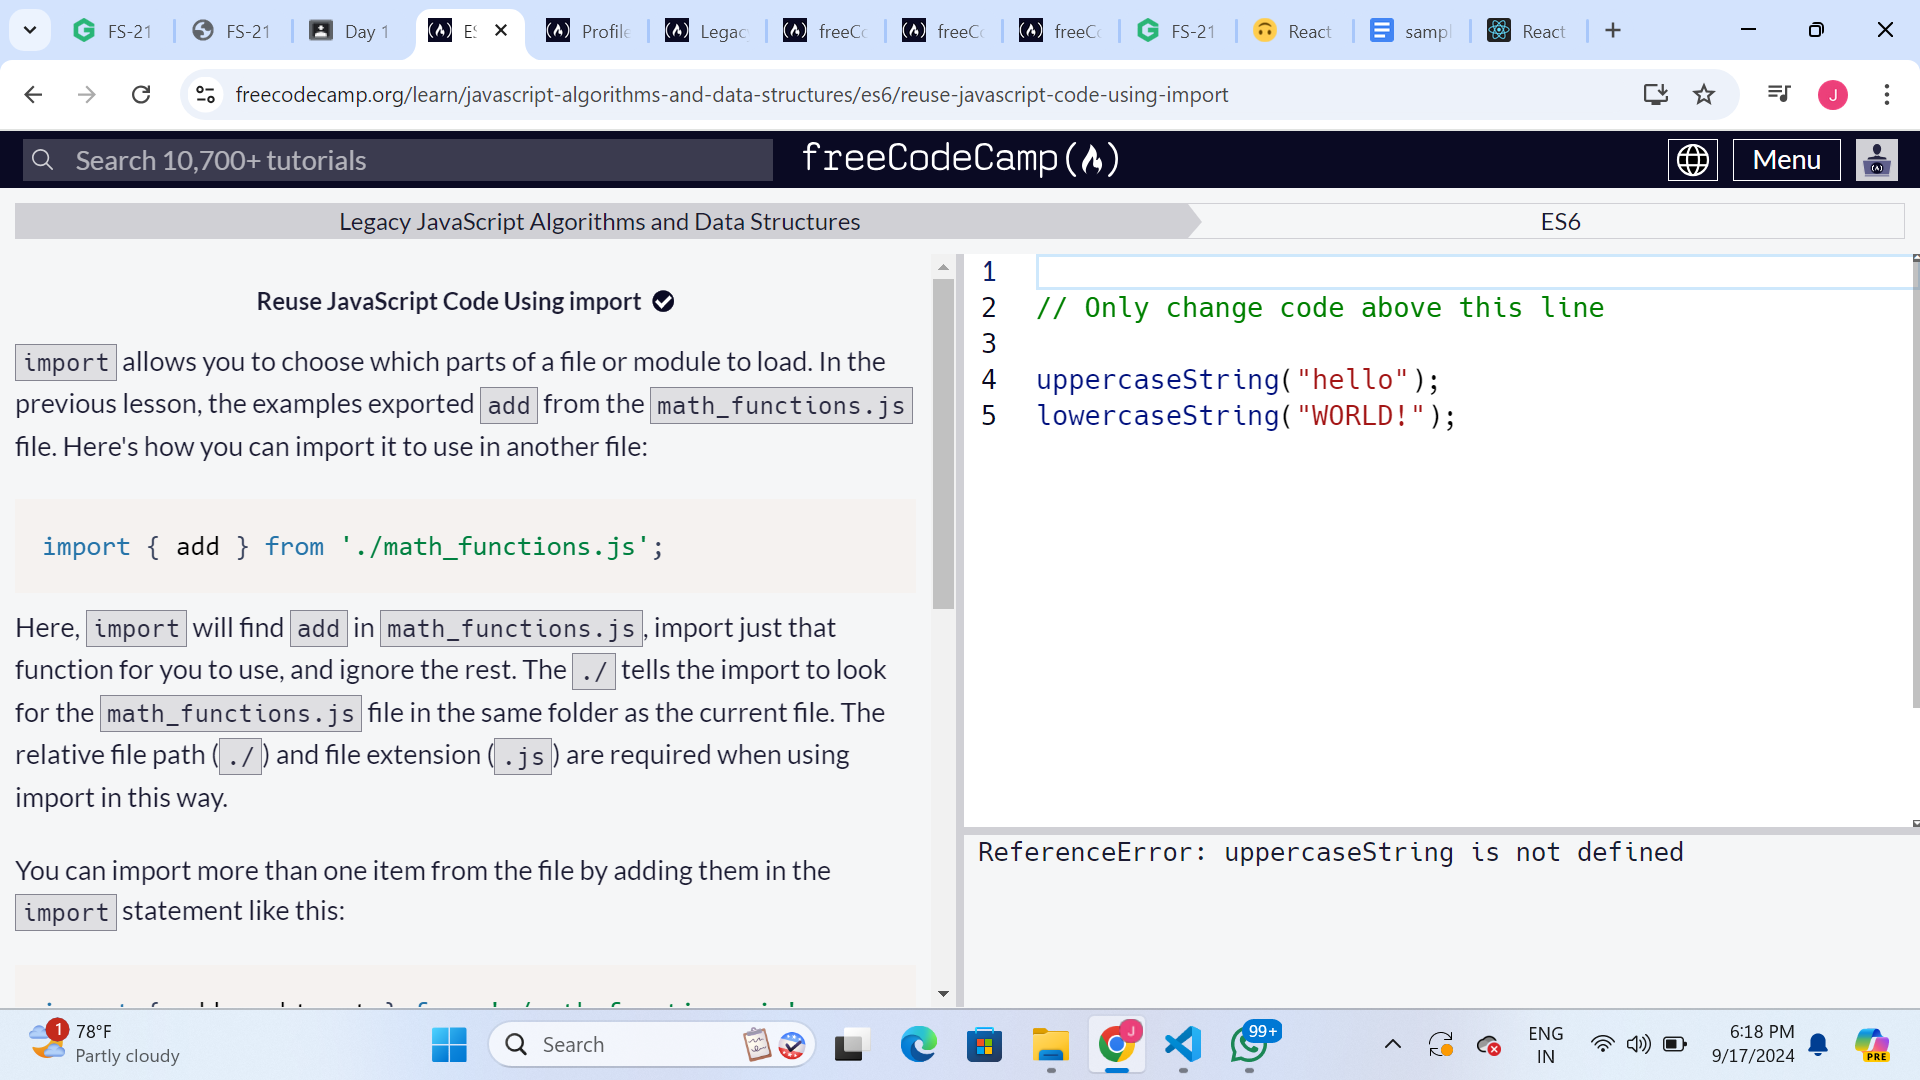 FS-21
FS-21
Day 1
ES
Profile
Legac
freeCo
freeCo
freeCo
FS-21
React
sampl
React
freecodecamp.org/learn/javascript-algorithms-and-data-structures/es6/reuse-javascript-code-using-import
J
Search 10,700+ tutorials
freeCodeCamp(🔥)
Menu
Legacy JavaScript Algorithms and Data Structures
ES6
Reuse JavaScript Code Using import
import allows you to choose which parts of a file or module to load. In the
previous lesson, the examples exported add from the math_functions.js
file. Here's how you can import it to use in another file:
import { add } from './math_functions.js';
Here, import will find add in math_functions.js, import just that
function for you to use, and ignore the rest. The ./ tells the import to look
for the math_functions.js file in the same folder as the current file. The
relative file path (./) and file extension (.js) are required when using
import in this way.
You can import more than one item from the file by adding them in the
import statement like this:
1
2 // Only change code above this line
3
4 uppercaseString("hello");
5 lowercaseString("WORLD!");
ReferenceError: uppercaseString is not defined
1
78°F
Partly cloudy
Search
J
99+
ENG
IN
6:18 PM
9/17/2024
PRE